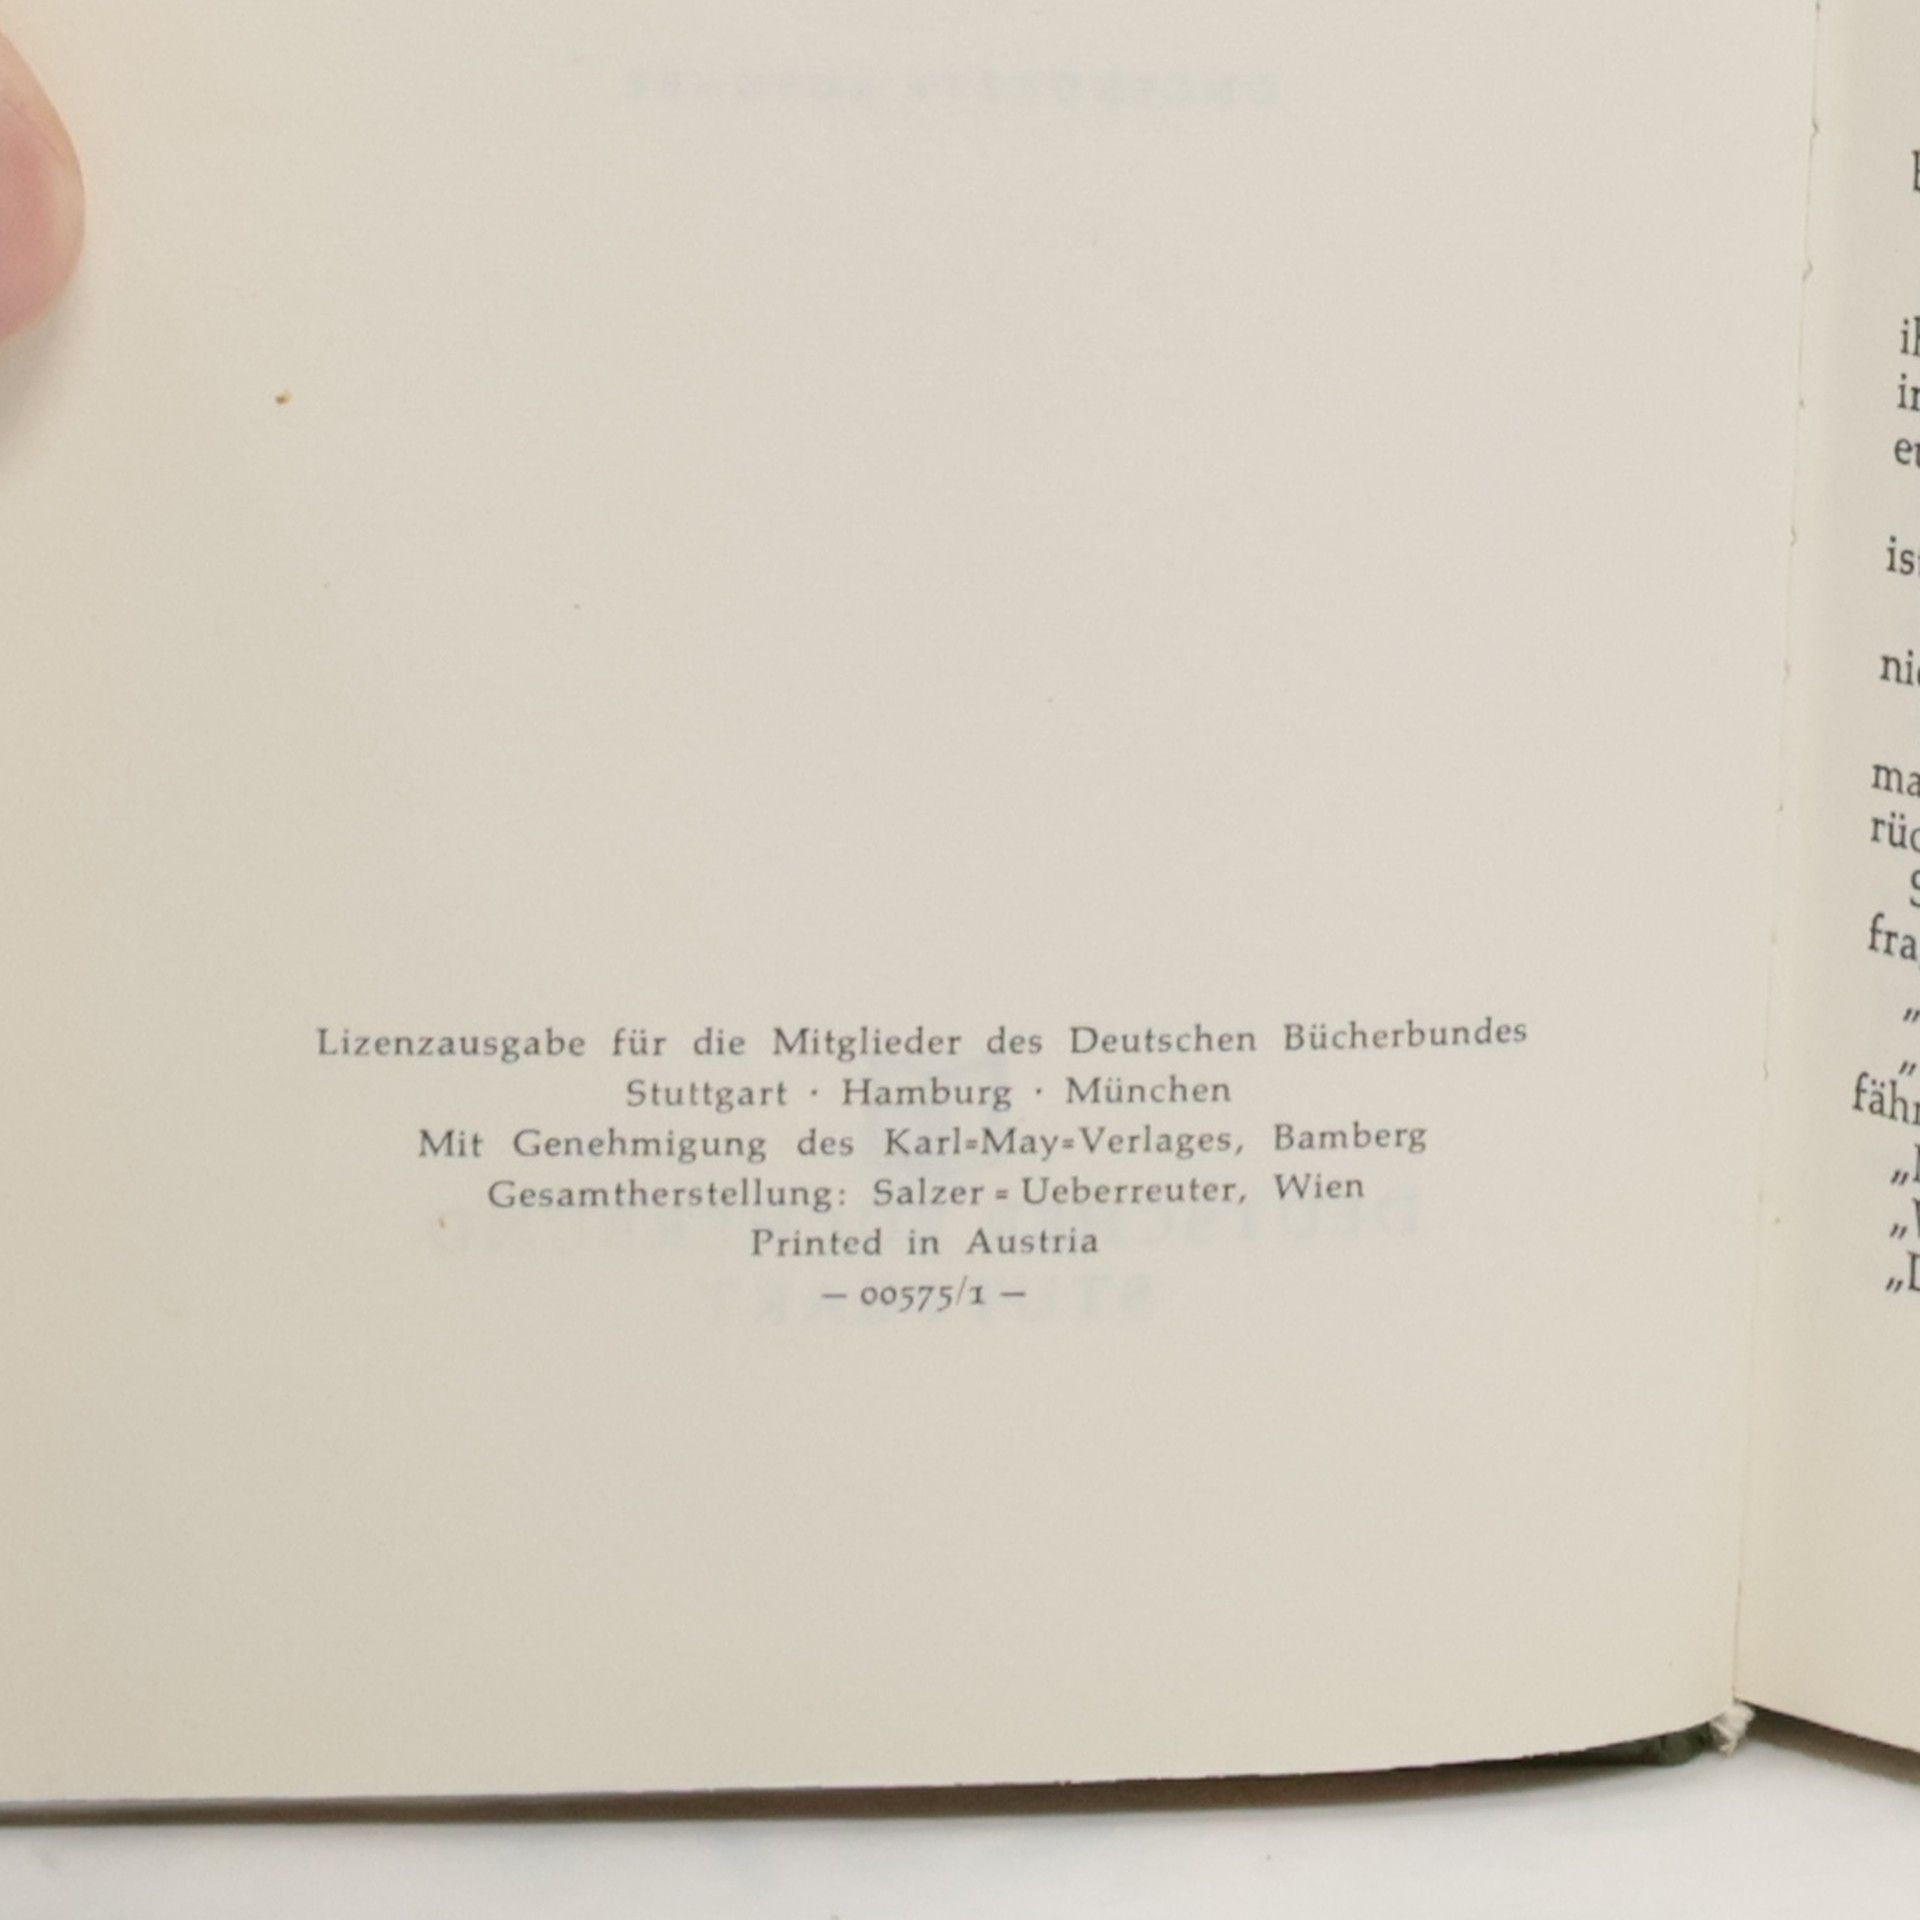 Lizenzausgabe für die Mitglieder des Deutschen Bücherbundes
Stuttgart · Hamburg · München
Mit Genehmigung des Karl=May=Verlages, Bamberg
Gesamtherstellung: Salzer = Ueberreuter, Wien
Printed in Austria
— 00575/1 —